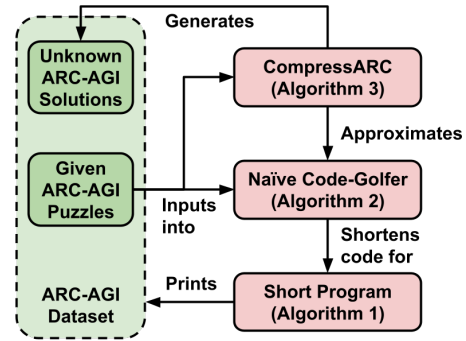 Generates
Unknown
ARC-AGI
Solutions
CompressARC
(Algorithm 3)
Approximates
Given
ARC-AGI
Puzzles
Inputs
into
Naïve Code-Golfer
(Algorithm 2)
Shortens
code for
Prints
ARC-AGI
Dataset
Short Program
(Algorithm 1)